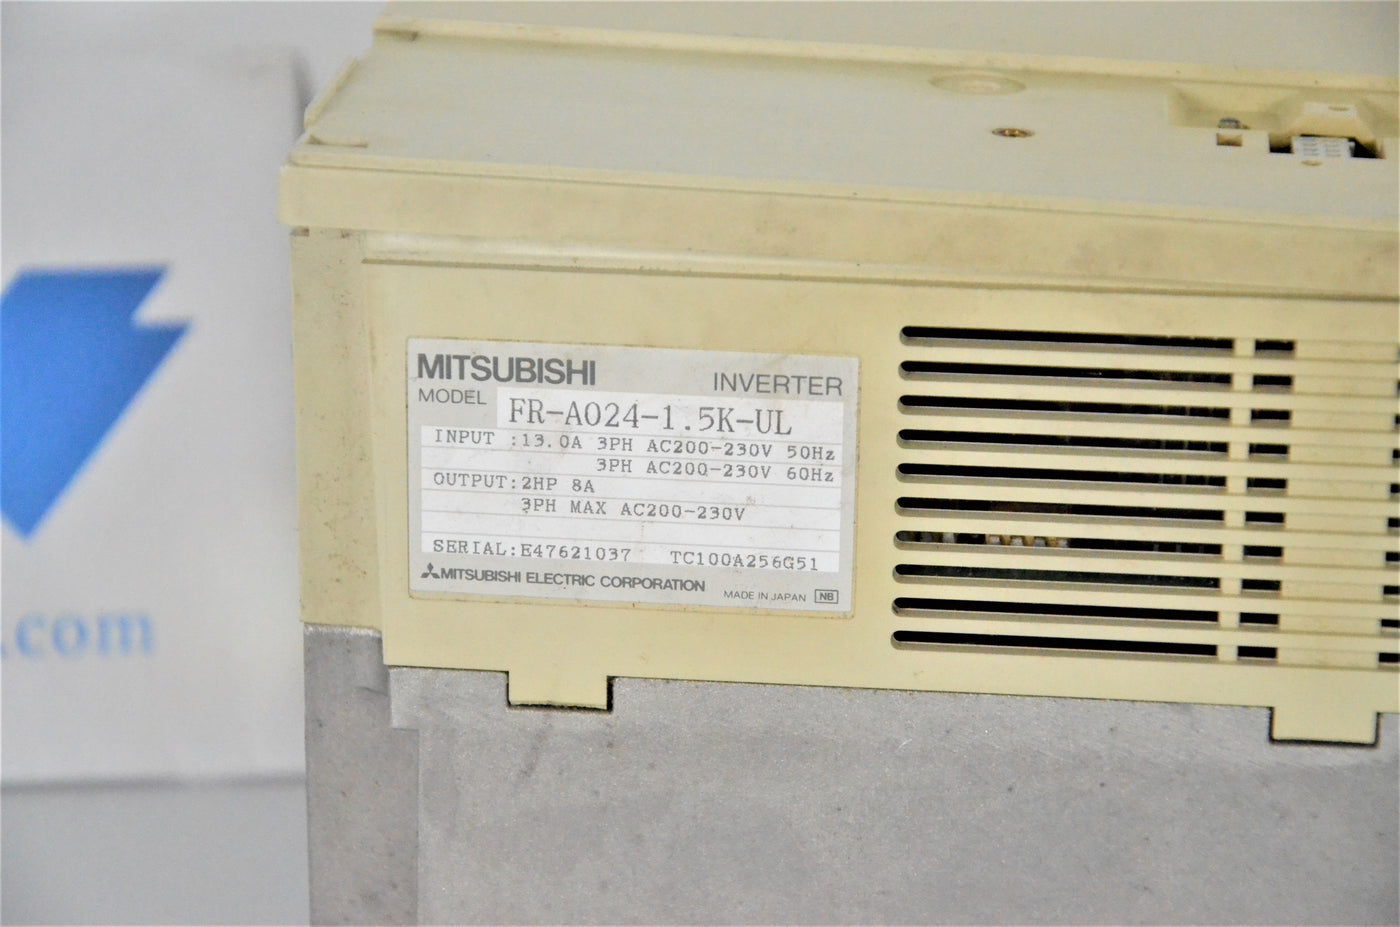 MITSUBISHI
INVERTER
MODEL FR-A024-1.5K-UL
INPUT :13.0A 3PH AC200-230V 50Hz
3PH AC200-230V 60Hz
OUTPUT:2HP 8A
3PH MAX AC200-230V
SERIAL:E47621037 TC100A256G51
MITSUBISHI ELECTRIC CORPORATION
MADE IN JAPAN NB
.com